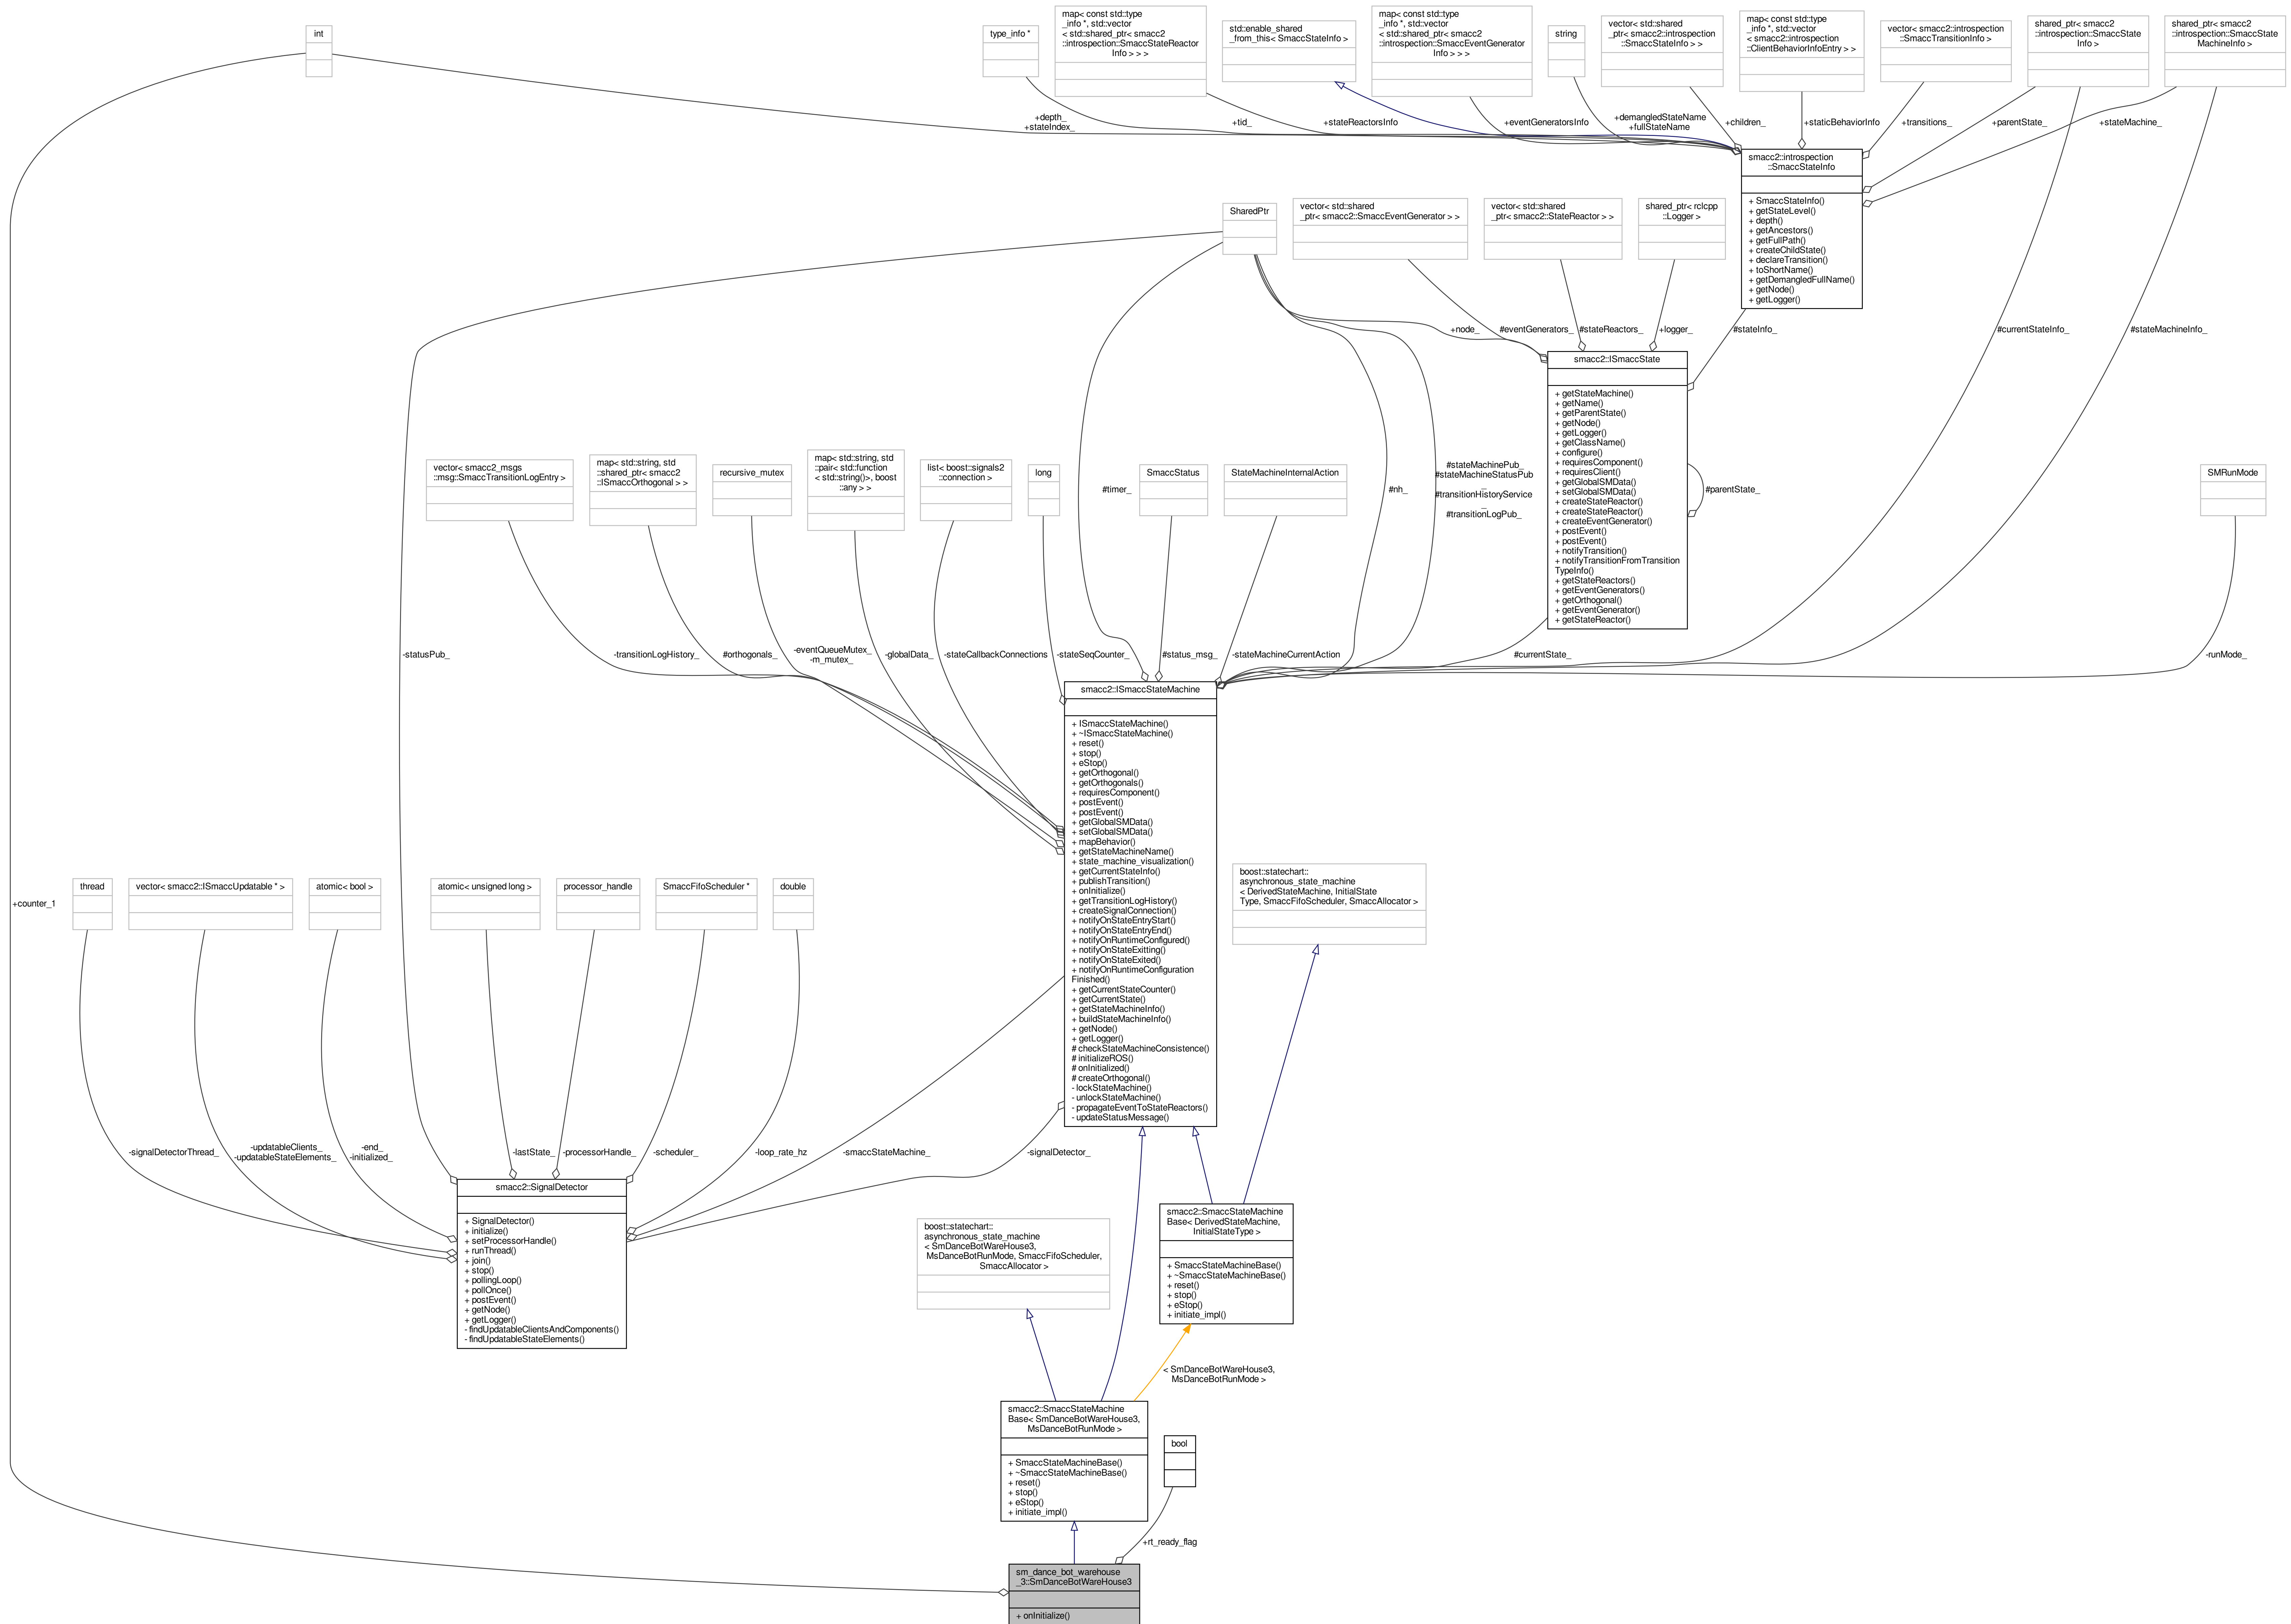 int
type_info *
map< const std::type
_info *, std::vector
< std::shared_ptr< smacc2
::introspection::SmaccStateReactor
Info > > >
std::enable_shared
_from_this< SmaccStateInfo >
map< const std::type
_info *, std::vector
< std::shared_ptr< smacc2
::introspection::SmaccEventGenerator
Info > > >
string
vector< std::shared
_ptr< smacc2::introspection
::SmaccStateInfo > >
map< const std::type
_info *, std::vector
< smacc2::introspection
::ClientBehaviorInfoEntry > >
vector< smacc2::introspection
::SmaccTransitionInfo >
shared_ptr< smacc2
::introspection::SmaccState
Info >
shared_ptr< smacc2
::introspection::SmaccState
MachineInfo >
+depth_
+stateIndex_
+tid_
+stateReactorsInfo
+eventGeneratorsInfo
+demangledStateName
+fullStateName
+children_
+staticBehaviorInfo
+transitions_
+parentState_
+stateMachine_
smacc2::introspection
::SmaccStateInfo
+ SmaccStateInfo()
+ getStateLevel()
+ depth()
+ getAncestors()
+ getFullPath()
+ createChildState()
+ declareTransition()
+ toShortName()
+ getDemangledFullName()
+ getNode()
+ getLogger()
SharedPtr
vector< std::shared
_ptr< smacc2::SmaccEventGenerator > >
vector< std::shared
_ptr< smacc2::StateReactor > >
shared_ptr< rclcpp
::Logger >
+node_
#eventGenerators_
#stateReactors_
+logger_
#stateInfo_
#currentStateInfo_
#stateMachineInfo_
smacc2::ISmaccState
+ getStateMachine()
+ getName()
+ getParentState()
+ getNode()
+ getLogger()
+ getClassName()
+ configure()
+ requiresComponent()
+ requiresClient()
+ getGlobalSMData()
+ setGlobalSMData()
+ createStateReactor()
+ createStateReactor()
+ createEventGenerator()
+ postEvent()
+ postEvent()
+ notifyTransition()
+ notifyTransitionFromTransition
TypeInfo()
+ getStateReactors()
+ getEventGenerators()
+ getOrthogonal()
+ getEventGenerator()
+ getStateReactor()
#parentState_
vector< smacc2_msgs
::msg::SmaccTransitionLogEntry >
map< std::string, std
::shared_ptr< smacc2
::ISmaccOrthogonal > >
recursive_mutex
map< std::string, std
::pair< std::function
< std::string()>, boost
::any > >
list< boost::signals2
::connection >
long
SmaccStatus
StateMachineInternalAction
SMRunMode
#timer_
#nh_
#stateMachinePub_
#stateMachineStatusPub
_
#transitionHistoryService
_
#transitionLogPub_
-statusPub_
-transitionLogHistory_
#orthogonals_
-eventQueueMutex_
-m_mutex_
-globalData_
-stateCallbackConnections
-stateSeqCounter_
#status_msg_
-stateMachineCurrentAction
#currentState_
-runMode_
smacc2::ISmaccStateMachine
+ ISmaccStateMachine()
+ ~ISmaccStateMachine()
+ reset()
+ stop()
+ eStop()
+ getOrthogonal()
+ getOrthogonals()
+ requiresComponent()
+ postEvent()
+ postEvent()
+ getGlobalSMData()
+ setGlobalSMData()
+ mapBehavior()
+ getStateMachineName()
+ state_machine_visualization()
+ getCurrentStateInfo()
+ publishTransition()
+ onInitialize()
+ getTransitionLogHistory()
+ createSignalConnection()
+ notifyOnStateEntryStart()
+ notifyOnStateEntryEnd()
+ notifyOnRuntimeConfigured()
+ notifyOnStateExitting()
+ notifyOnStateExited()
+ notifyOnRuntimeConfiguration
Finished()
+ getCurrentStateCounter()
+ getCurrentState()
+ getStateMachineInfo()
+ buildStateMachineInfo()
+ getNode()
+ getLogger()
# checkStateMachineConsistence()
# initializeROS()
# onInitialized()
# createOrthogonal()
- lockStateMachine()
- unlockStateMachine()
- propagateEventToStateReactors()
- updateStatusMessage()
boost::statechart::
asynchronous_state_machine
< DerivedStateMachine, InitialState
Type, SmaccFifoScheduler, SmaccAllocator >
+counter_1
thread
vector< smacc2::ISmaccUpdatable * >
atomic< bool >
atomic< unsigned long >
processor_handle
SmaccFifoScheduler *
double
-signalDetectorThread_
-updatableClients_
-updatableStateElements_
-end_
-initialized_
-lastState_
-processorHandle_
-scheduler_
-loop_rate_hz
-smaccStateMachine_
-signalDetector_
smacc2::SignalDetector
+ SignalDetector()
+ initialize()
+ setProcessorHandle()
+ runThread()
+ join()
+ stop()
+ pollingLoop()
+ pollOnce()
+ postEvent()
+ getNode()
+ getLogger()
- findUpdatableClientsAndComponents()
- findUpdatableStateElements()
boost::statechart::
asynchronous_state_machine
< SmDanceBotWareHouse3,
MsDanceBotRunMode, SmaccFifoScheduler,
SmaccAllocator >
smacc2::SmaccStateMachine
Base< DerivedStateMachine,
InitialStateType >
+ SmaccStateMachineBase()
+ ~SmaccStateMachineBase()
+ reset()
+ stop()
+ eStop()
+ initiate_impl()
< SmDanceBotWareHouse3,
MsDanceBotRunMode >
smacc2::SmaccStateMachine
Base< SmDanceBotWareHouse3,
MsDanceBotRunMode >
+ SmaccStateMachineBase()
+ ~SmaccStateMachineBase()
+ reset()
+ stop()
+ eStop()
+ initiate_impl()
bool
+rt_ready_flag
sm_dance_bot_warehouse
_3::SmDanceBotWareHouse3
+ onInitialize()